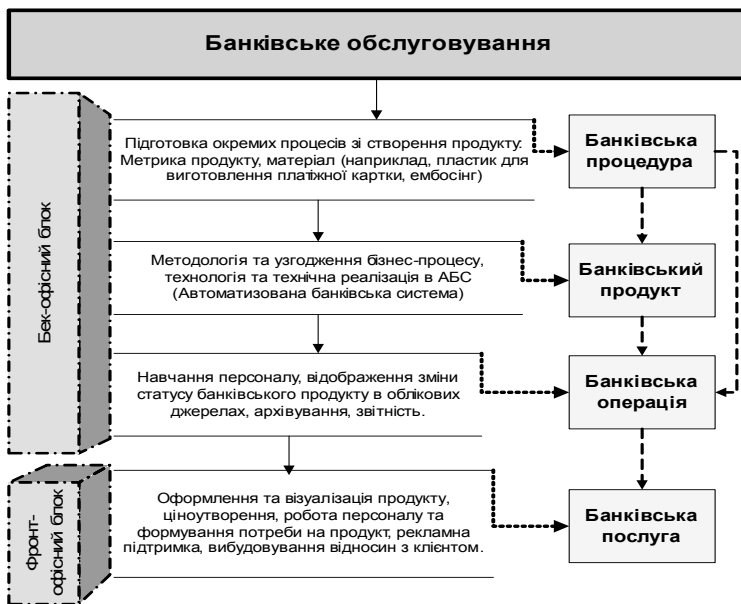 Банківське обслуговування
Бек-офісний блок
Підготовка окремих процесів зі створення продукту:
Метрика продукту, матеріал (наприклад, пластик для
виготовлення платіжної картки, ембосінг)
Банківська
процедура
Методологія та узгодження бізнес-процесу,
технологія та технічна реалізація в АБС
(Автоматизована банківська система)
Банківський
продукт
Навчання персоналу, відображення зміни
статусу банківського продукту в облікових
джерелах, архівування, звітність.
Банківська
операція
Фронт-
офісний блок
Оформлення та візуалізація продукту,
ціноутворення, робота персоналу та
формування потреби на продукт, рекламна
підтримка, вибудовування відносин з клієнтом.
Банківська
послуга